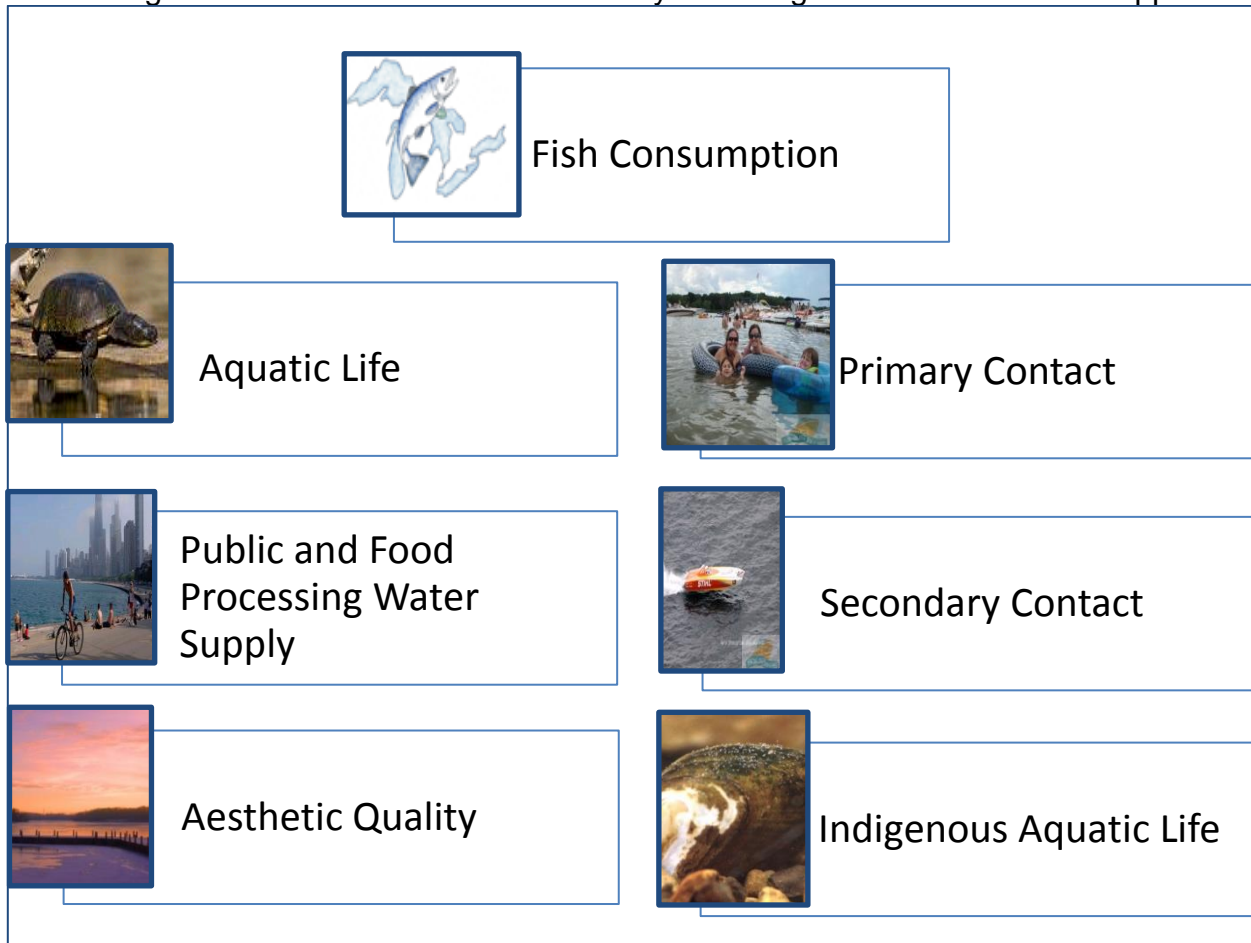 Fish Consumption
Aquatic Life
Primary Contact
Public and Food
Processing Water
Supply
STIHL
Secondary Contact
Aesthetic Quality
Indigenous Aquatic Life